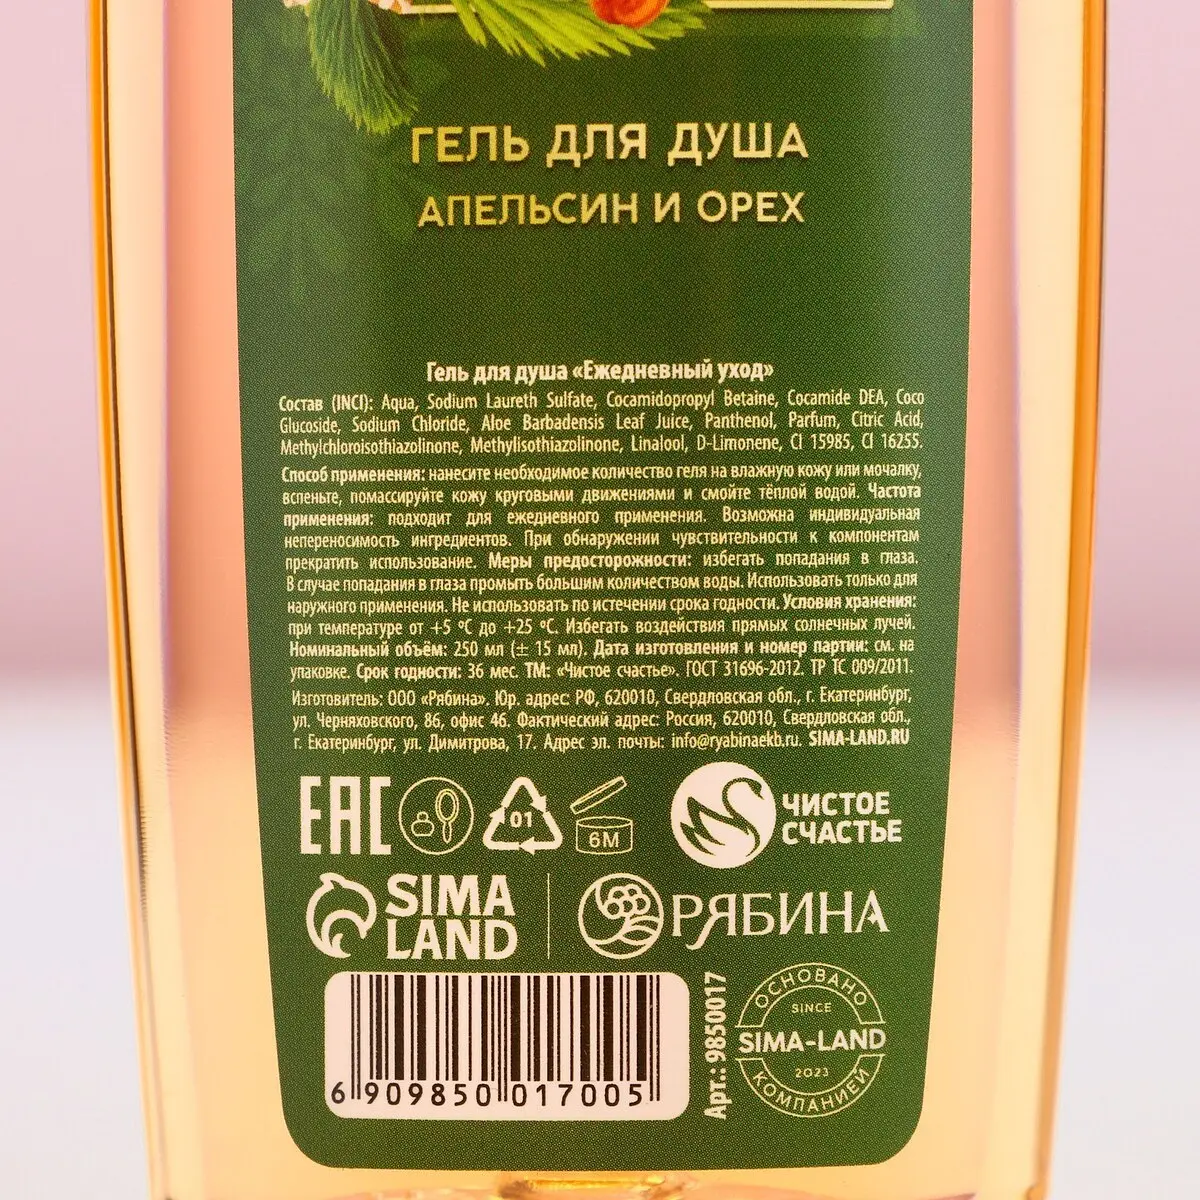 ГЕЛЬ ДЛЯ ДУША
АПЕЛЬСИН И ОРЕХ
Гель для душа «Ежедневный уход»
Состав (INCI): Aqua, Sodium Laureth Sulfate, Cocamidopropyl Betaine, Cocamide DEA, Coco
Glucoside, Sodium Chloride, Aloe Barbadensis Leaf Juice, Panthenol, Parfum, Citric Acid,
Methylchloroisothiazolinone, Methylisothiazolinone, Linalool, D-Limonene, CI 15985, CI 16255.
Способ применения: нанесите необходимое количество геля на влажную кожу или мочалку,
вспеньте, помассируйте кожу круговыми движениями и смойте тёплой водой. Частота
применения: подходит для ежедневного применения. Возможна индивидуальная
непереносимость ингредиентов. При обнаружении чувствительности к компонентам
прекратить использование. Меры предосторожности: избегать попадания в глаза.
В случае попадания в глаза промыть большим количеством воды. Использовать только для
наружного применения. Не использовать по истечении срока годности. Условия хранения:
при температуре от +5 °C до +25 °C. Избегать воздействия прямых солнечных лучей.
Номинальный объём: 250 мл (± 15 мл). Дата изготовления и номер партии: см. на
упаковке. Срок годности: 36 мес. ТМ: «Чистое счастье». ГОСТ 31696-2012. ТР ТС 009/2011.
Изготовитель: ООО «Рябина». Юр. адрес: РФ, 620010, Свердловская обл., г. Екатеринбург,
ул. Черняховского, 86, офис 46. Фактический адрес: Россия, 620010, Свердловская обл.,
г. Екатеринбург, ул. Димитрова, 17. Адрес эл. почты: info@ryabinaekb.ru. SIMA-LAND.RU
EAC
01
6М
ЧИСТОЕ
СЧАСТЬЕ
SIMA
LAND
РЯБИНА
6 909850 017005
Арт.: 9850017
ОСНОВАНО
SINCE
SIMA-LAND
2023
КОМПАНИЕЙ